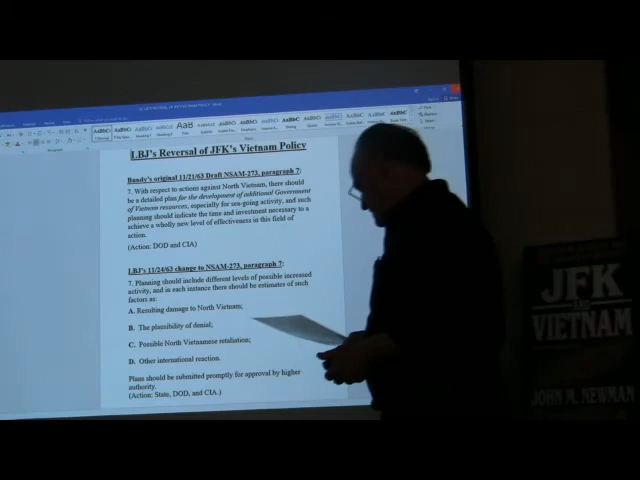 LBJ's Reversal of JFK's Vietnam Policy
Bundy's original 11/21/63 Draft NSAM-273, paragraph 7:
7. With respect to actions against North Vietnam, there should
be a detailed plan for the development of additional Government
of Vietnam resources, especially for sea-going activity, and such
planning should indicate the time and investment necessary to
achieve a wholly new level of effectiveness in this field of
action.
(Action: DOD and CIA)
LBJ's 11/24/63 change to NSAM-273, paragraph 7:
7. Planning should include different levels of possible increased
activity, and in each instance there should be estimates of such
factors as:
A. Resulting damage to North Vietnam;
B. The plausibility of denial;
C. Possible North Vietnamese retaliation;
D. Other international reaction.
Plans should be submitted promptly for approval by higher
authority.
(Action: State, DOD, and CIA.)
JFK
AND
VIETNAM
JOHN M. NEWMAN